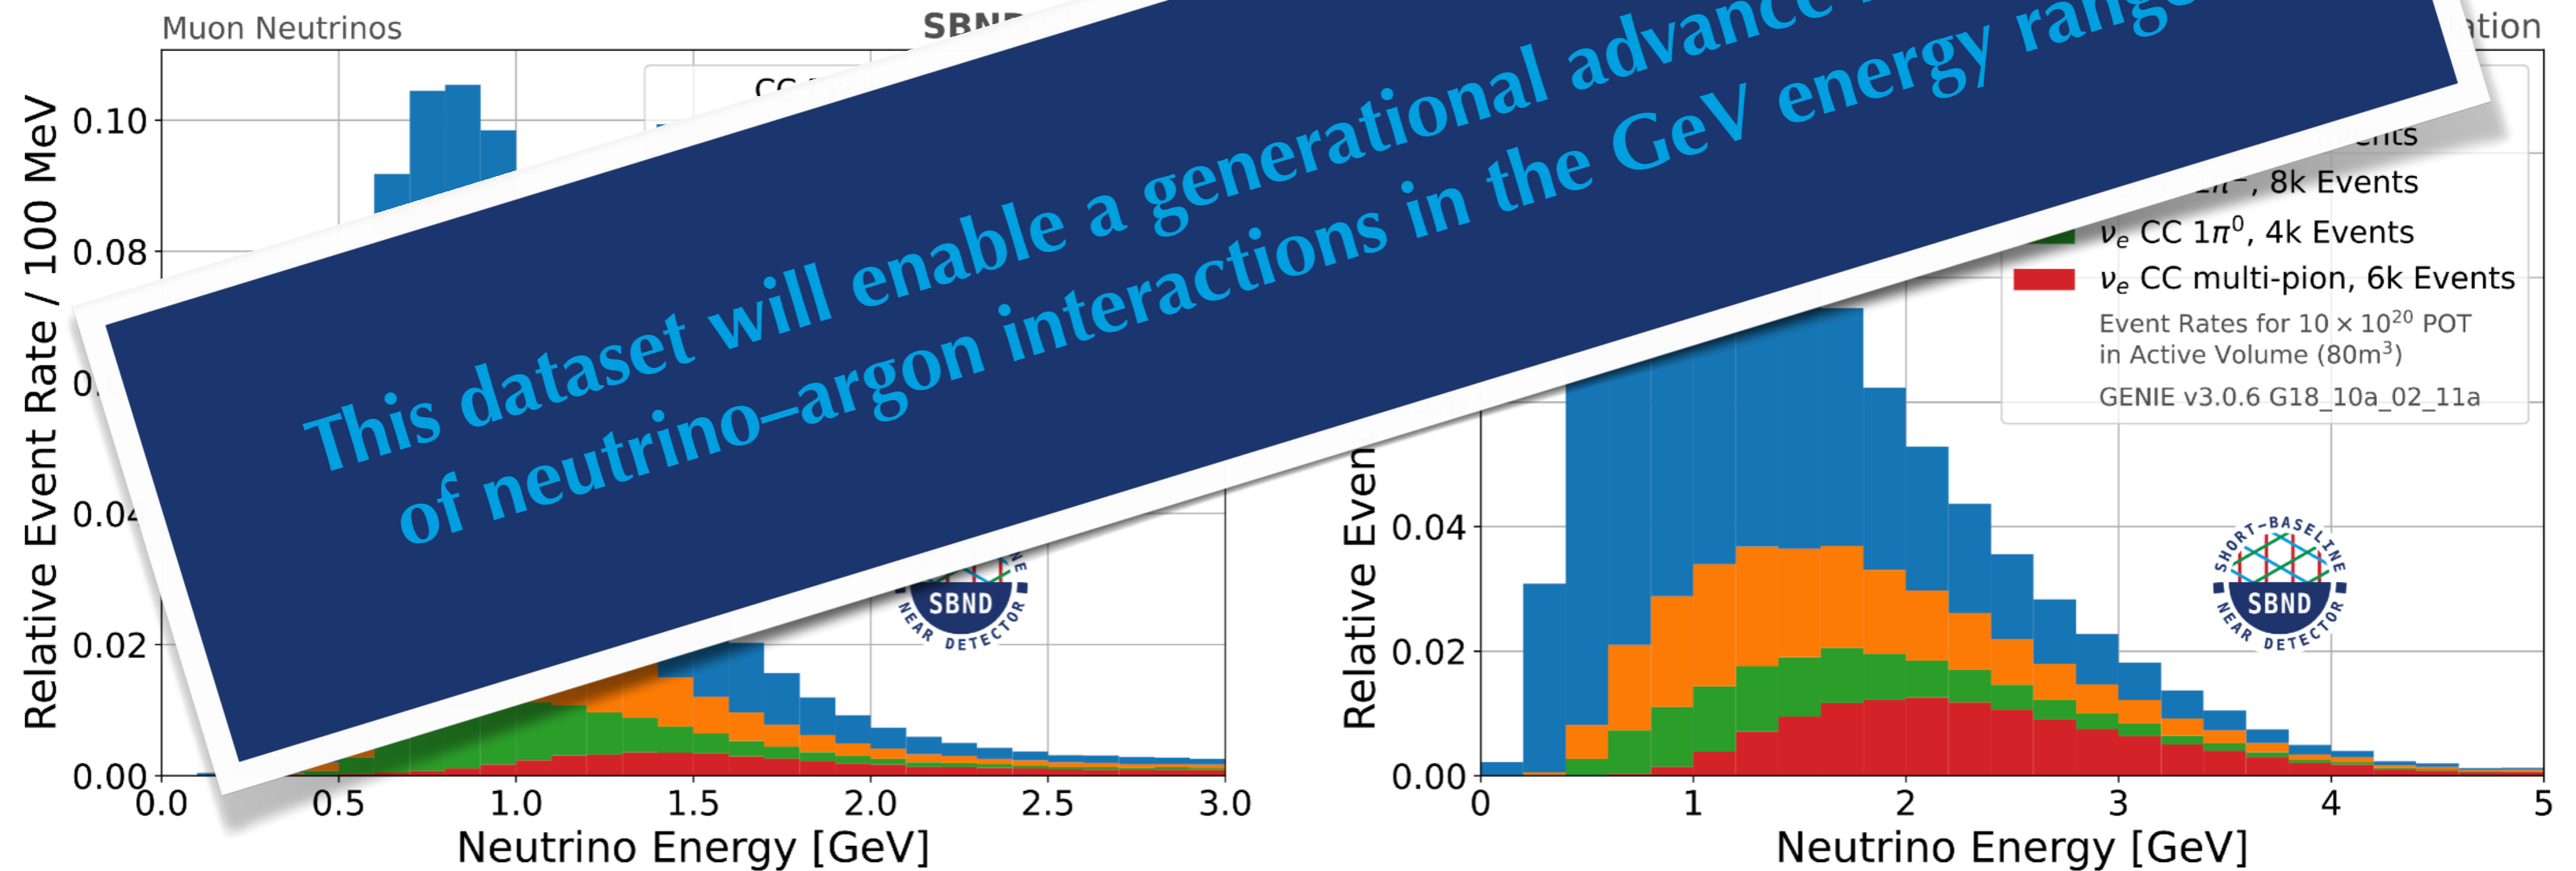 Muon Neutrinos
This dataset will enable a generational advance
of neutrino–argon interactions in the GeV energy range
Relative Event Rate / 100 MeV
0.10
0.08
0.04
0.02
0.00
0.0 0.5 1.0 1.5 2.0 2.5 3.0
Neutrino Energy [GeV]
SBND
NEAR DETECTOR
8k Events
νe CC 1π⁰, 4k Events
νe CC multi-pion, 6k Events
Event Rates for 10 × 10²⁰ POT
in Active Volume (80m³)
GENIE v3.0.6 G18_10a_02_11a
Relative
0.04
0.02
0.00
0 1 2 3 4 5
Neutrino Energy [GeV]
SHORT-BASELINE
SBND
NEAR DETECTOR